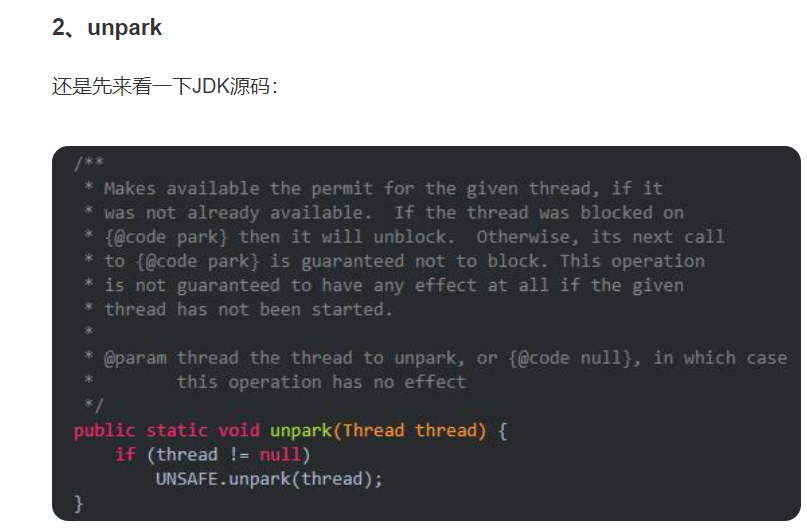 2、unpark
还是先来看一下JDK源码：
/**
 * Makes available the permit for the given thread, if it
 * was not already available.  If the thread was blocked on
 * {@code park} then it will unblock.  Otherwise, its next call
 * to {@code park} is guaranteed not to block. This operation
 * is not guaranteed to have any effect at all if the given
 * thread has not been started.
 *
 * @param thread the thread to unpark, or {@code null}, in which case
 *        this operation has no effect
 */
public static void unpark(Thread thread) {
    if (thread != null)
        UNSAFE.unpark(thread);
}